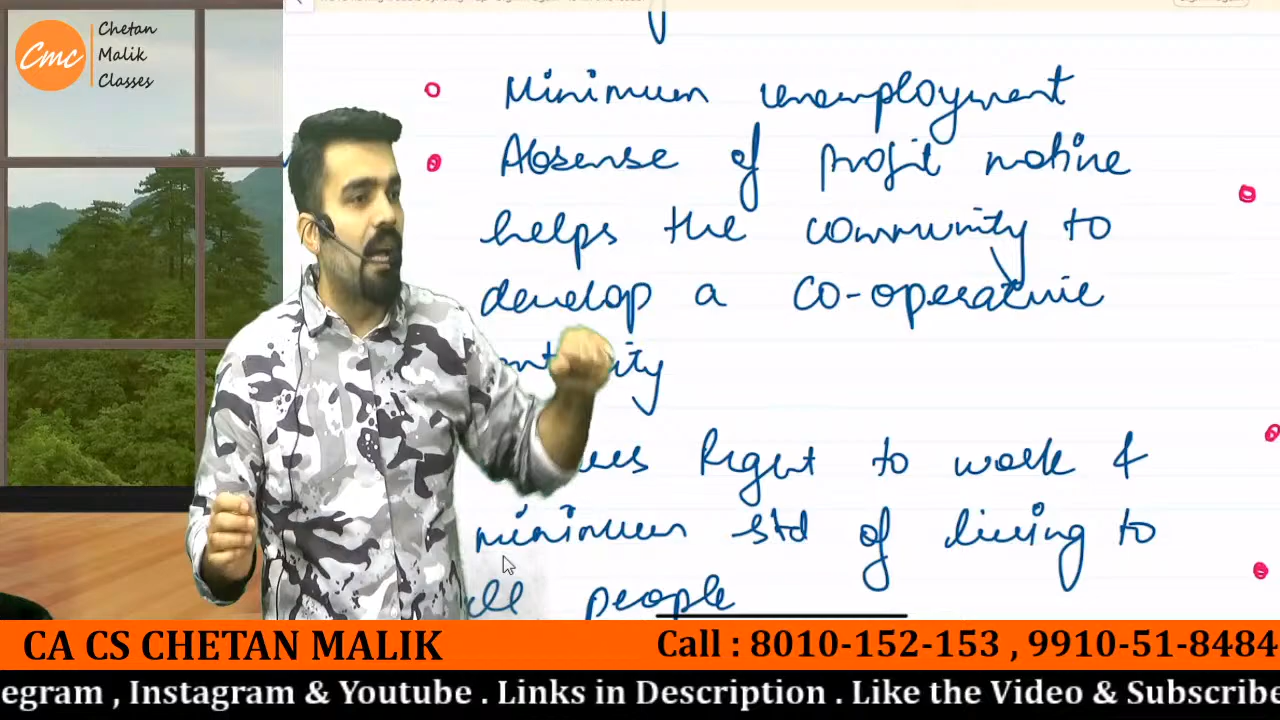 Chetan
Malik
Classes
cmc
Minimum unemployment
Absense of profit motive
helps the community to
develop a co-operative
Right to work &
minimum std of living to
people
CA CS CHETAN MALIK
Call : 8010-152-153 , 9910-51-8484
egram , Instagram & Youtube . Links in Description . Like the Video & Subscribe